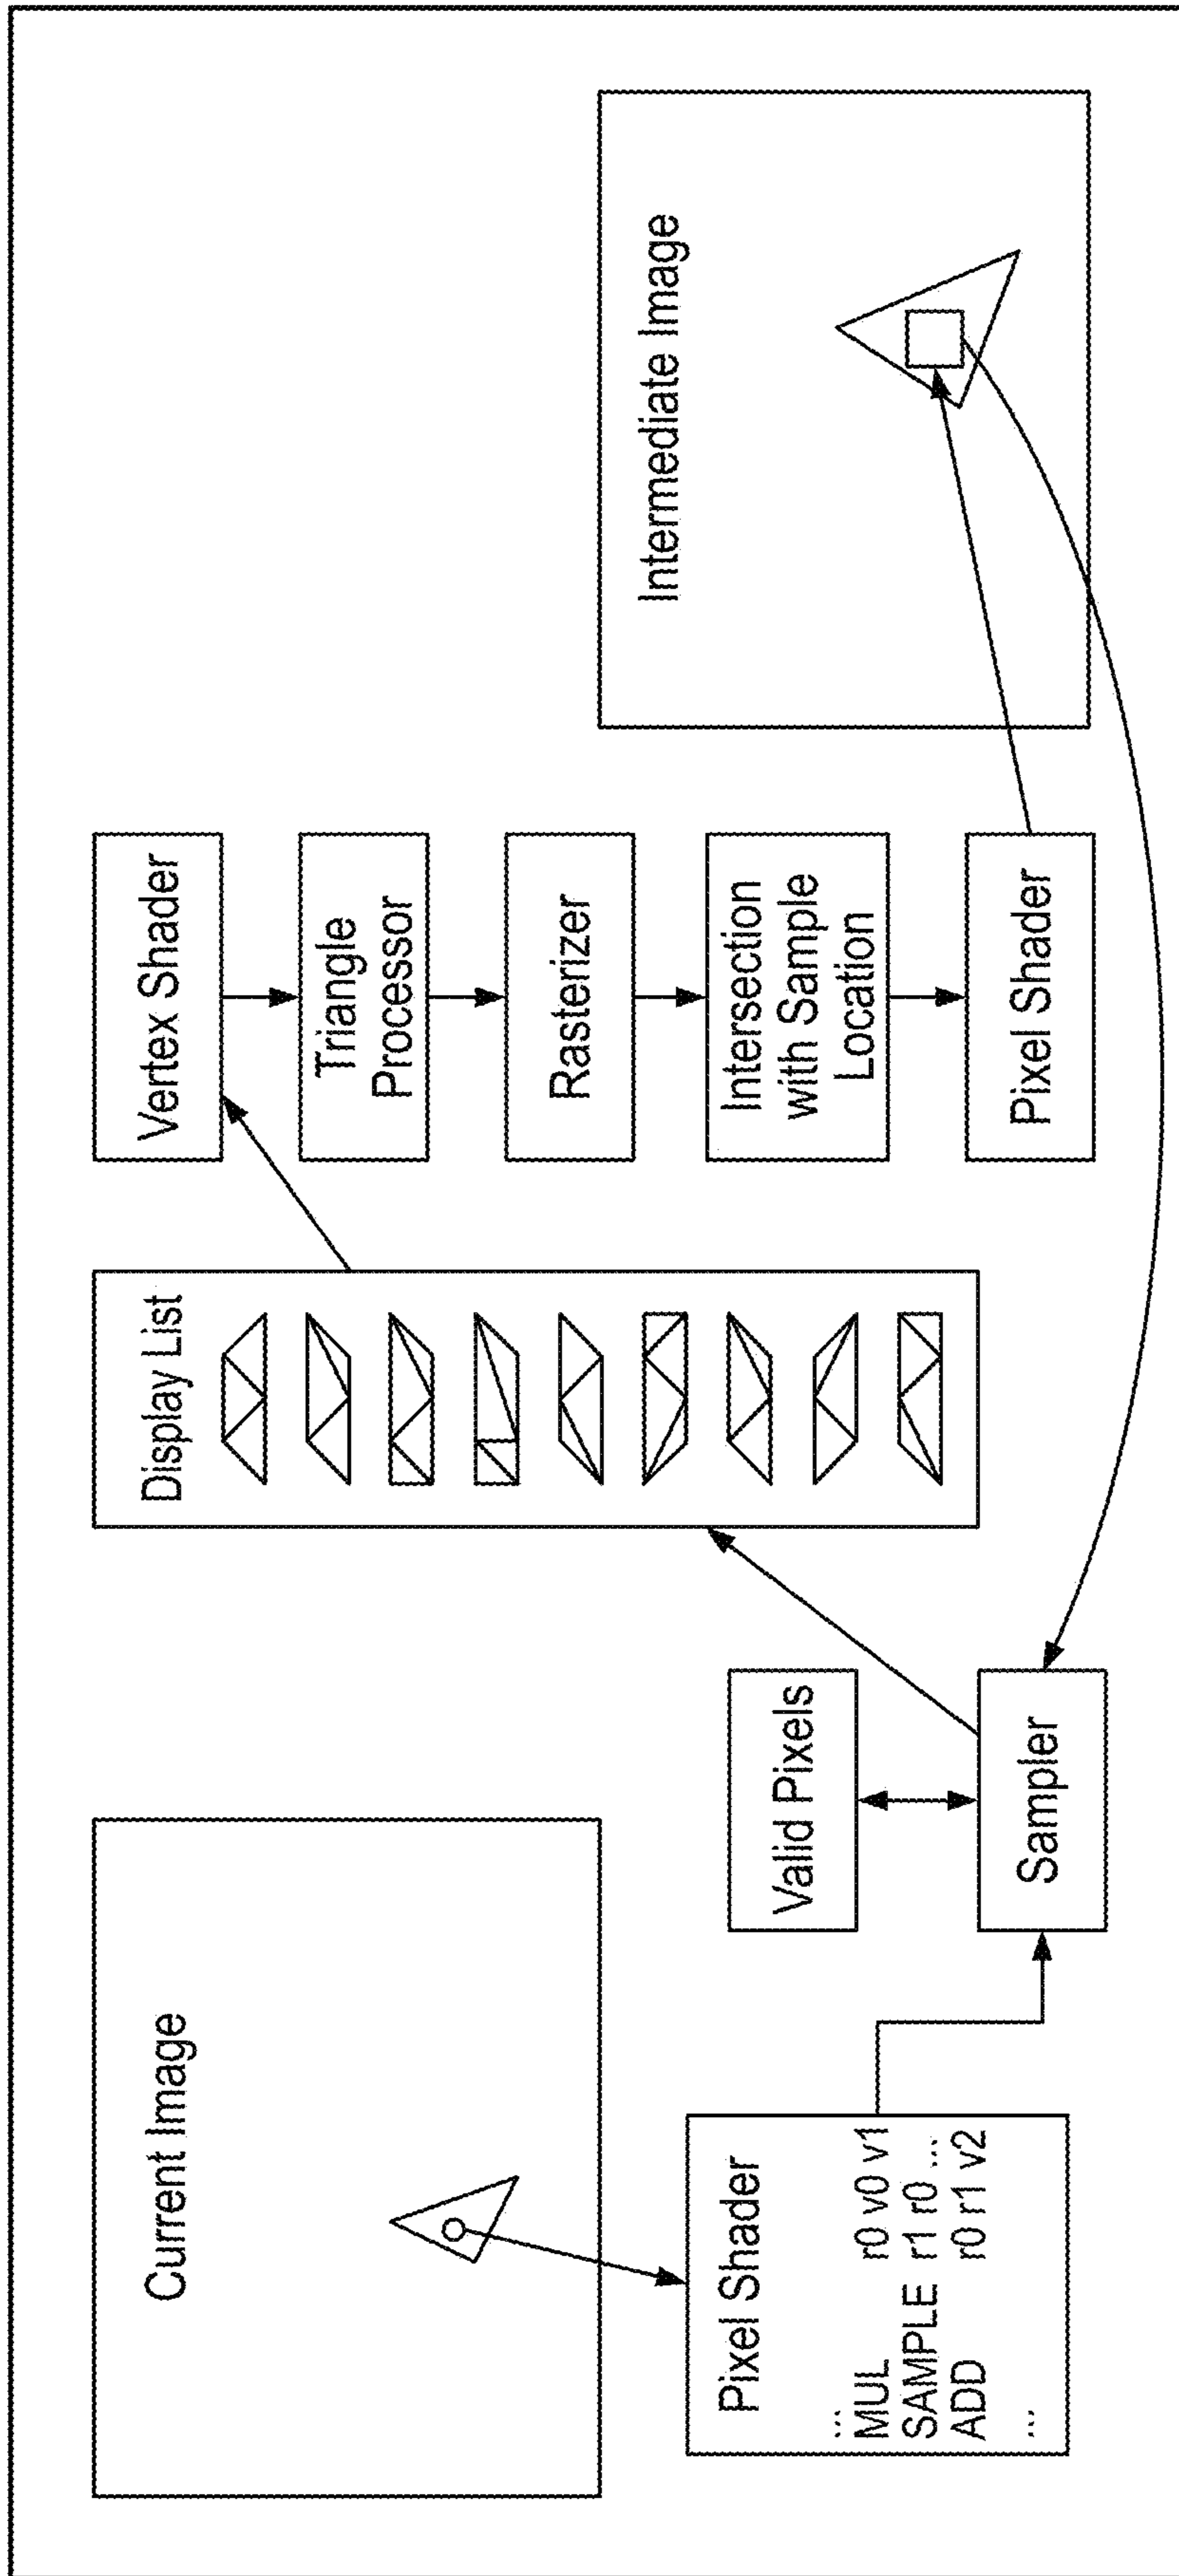 Current Image
Pixel Shader
...
MUL r0 v0 v1
SAMPLE r1 r0 ...
ADD r0 r1 v2
...
Valid Pixels
Sampler
Display List
Vertex Shader
Triangle
Processor
Rasterizer
Intersection
with Sample
Location
Pixel Shader
Intermediate Image